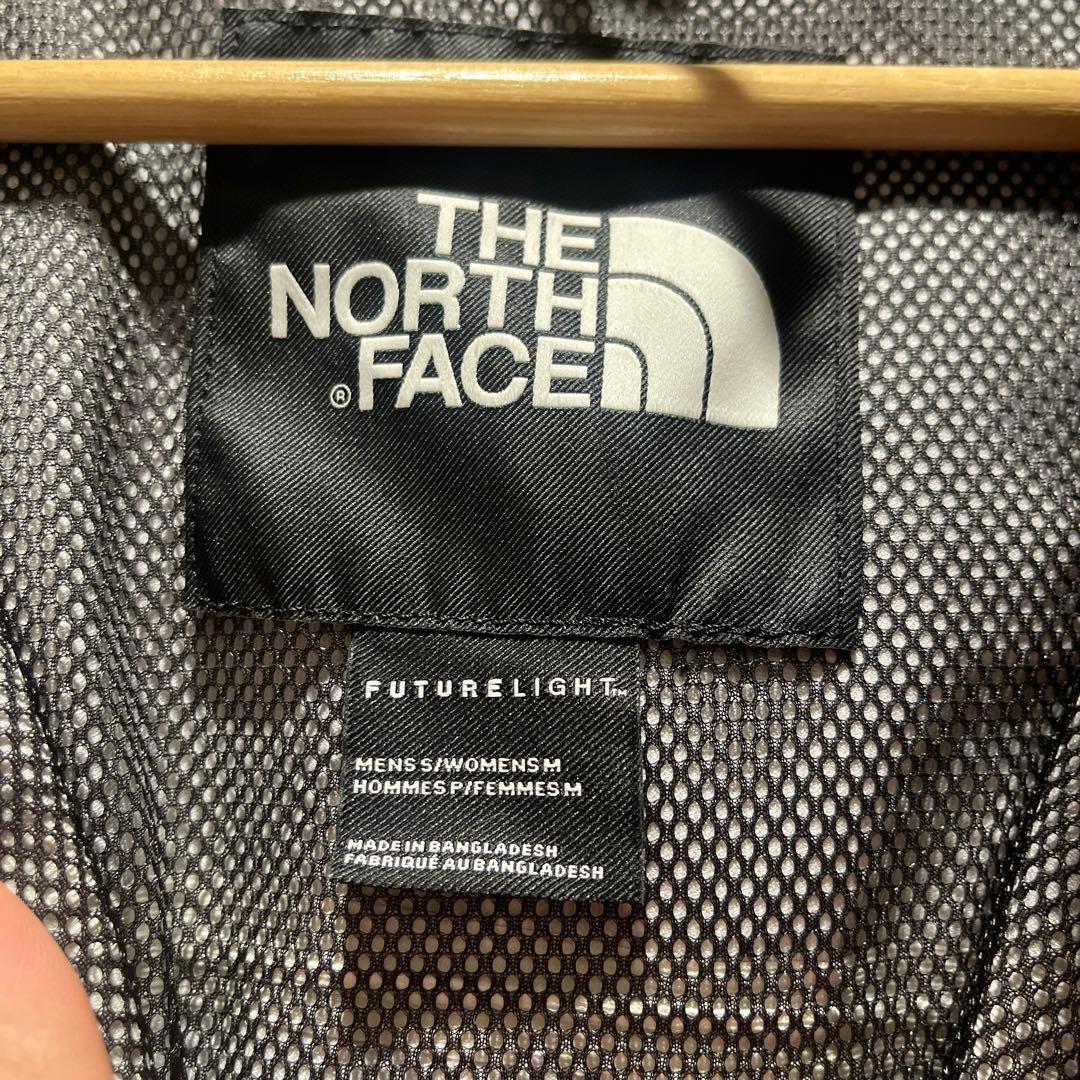 THE
NORTH
® FACE
FUTURELIGHT™
MENS S/WOMENS M
HOMMES P/FEMMES M
MADE IN BANGLADESH
FABRIQUÉ AU BANGLADESH